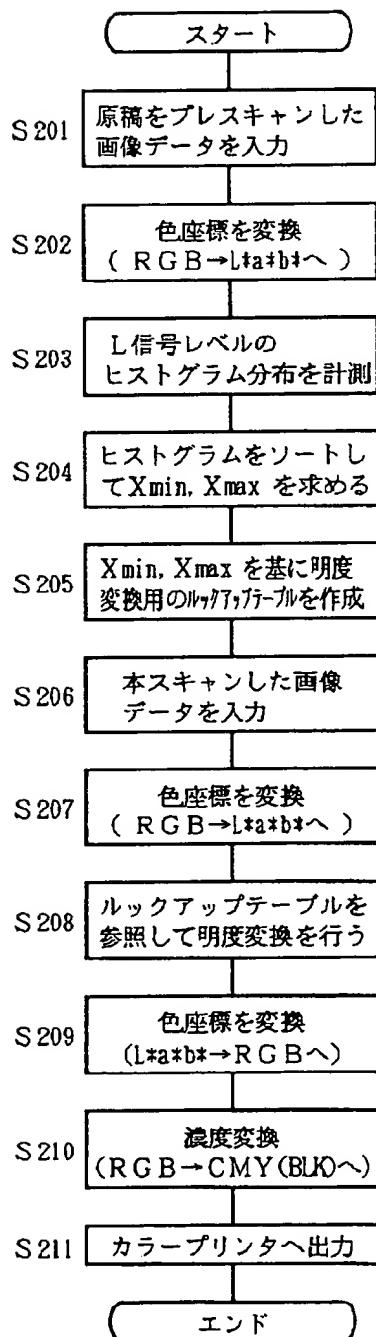 スタート
S201
原稿をプレスキャンした
画像データを入力
S202
色座標を変換
( RGB→L*a*b*へ )
S203
L信号レベルの
ヒストグラム分布を計測
S204
ヒストグラムをソートし
てXmin, Xmax を求める
S205
Xmin, Xmax を基に明度
変換用のルックアップテーブルを作成
S206
本スキャンした画像
データを入力
S207
色座標を変換
( RGB→L*a*b*へ )
S208
ルックアップテーブルを
参照して明度変換を行う
S209
色座標を変換
(L*a*b*→RGBへ)
S210
濃度変換
(RGB→CMY(BLK)へ)
S211
カラープリンタへ出力
エンド